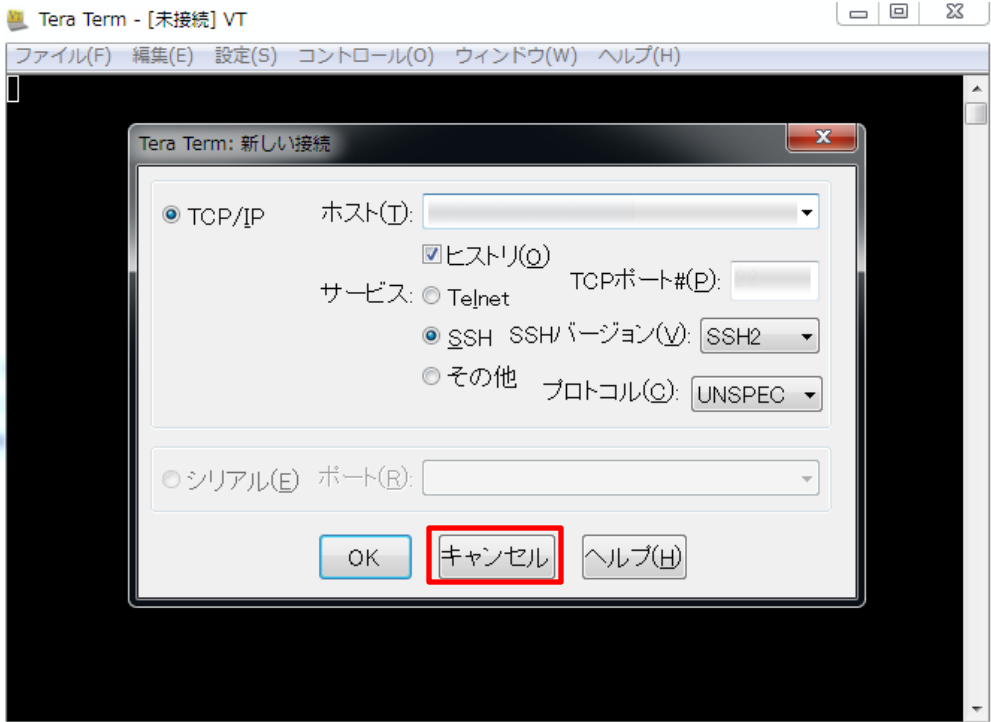 Tera Term - [未接続] VT
ファイル(F) 編集(E) 設定(S) コントロール(O) ウィンドウ(W) ヘルプ(H)
Tera Term: 新しい接続
TCP/IP ホスト(T):
ヒストリ(O)
サービス: Telnet TCPポート#(P):
SSH SSHバージョン(V): SSH2
その他 プロトコル(C): UNSPEC
シリアル(E) ポート(R):
OK キャンセル ヘルプ(H)